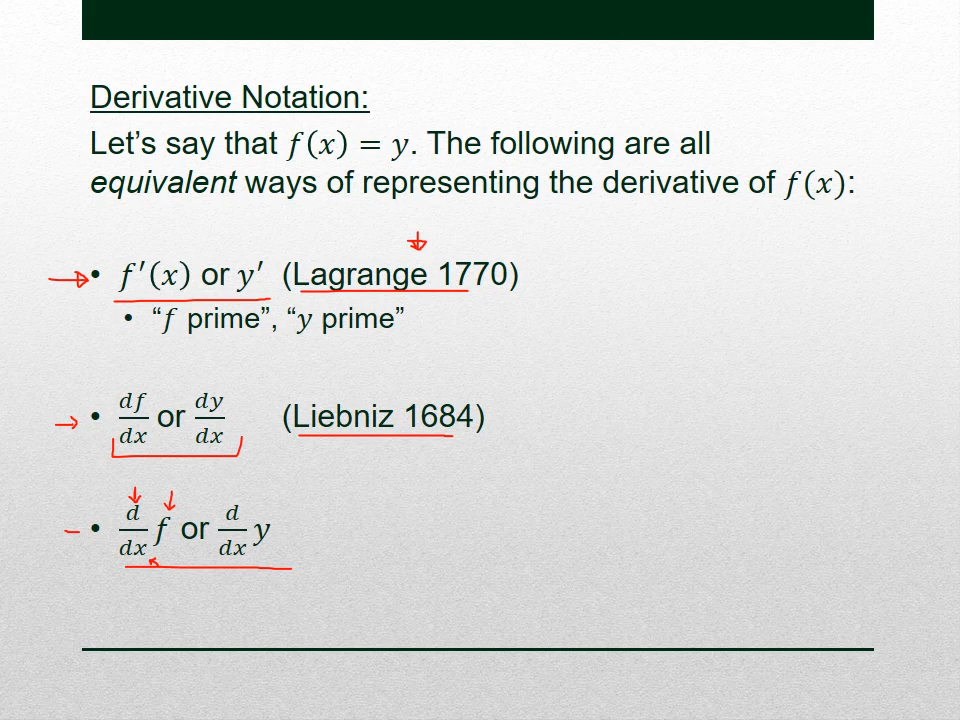 Derivative Notation:
Let’s say that f(x) = y. The following are all
equivalent ways of representing the derivative of f(x):
• f′(x) or y′ (Lagrange 1770)
• “f prime”, “y prime”
• df/dx or dy/dx (Liebniz 1684)
• d/dx f or d/dx y